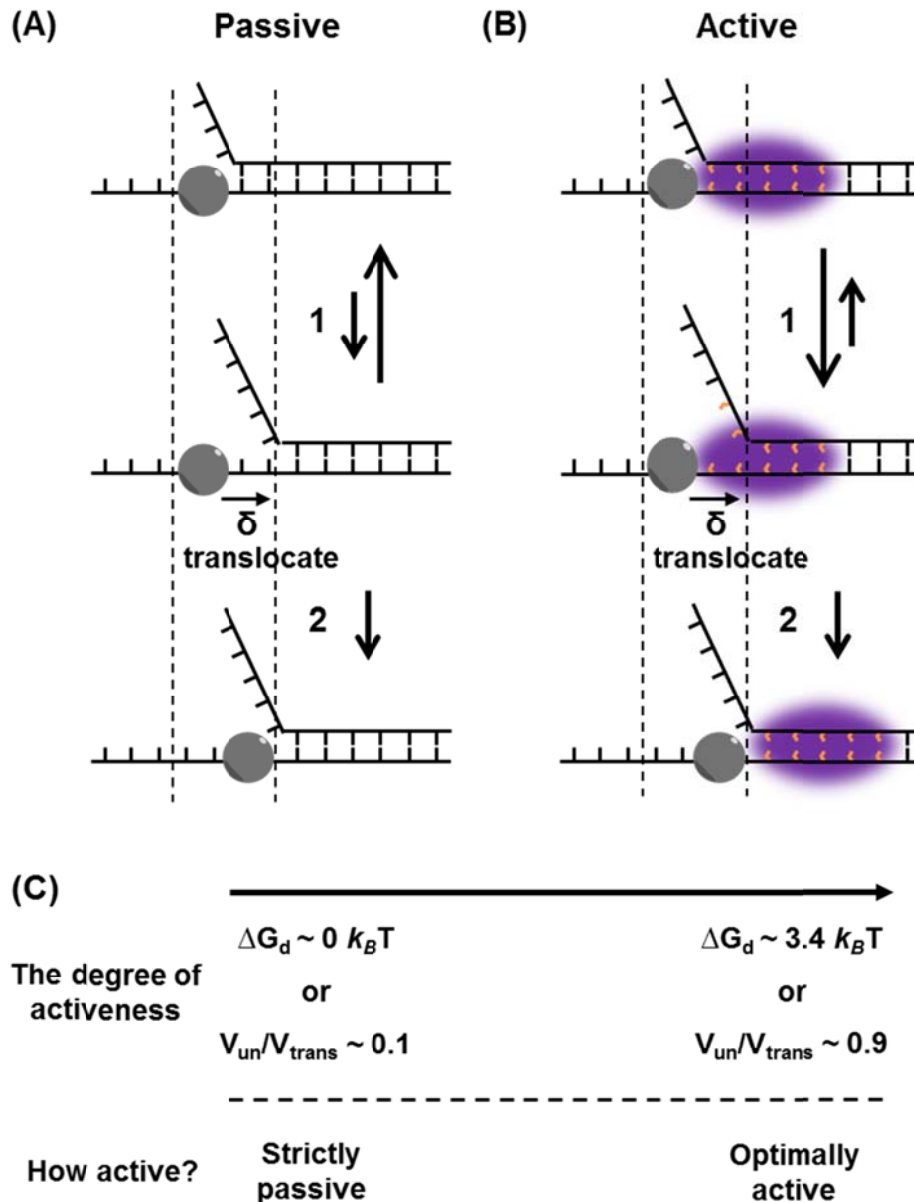 (A) Passive
(B) Active
1
1
δ
translocate
δ
translocate
2
2
(C)
The degree of
activeness
ΔG_d ~ 0 k_BT
or
V_un/V_trans ~ 0.1
ΔG_d ~ 3.4 k_BT
or
V_un/V_trans ~ 0.9
How active?
Strictly
passive
Optimally
active